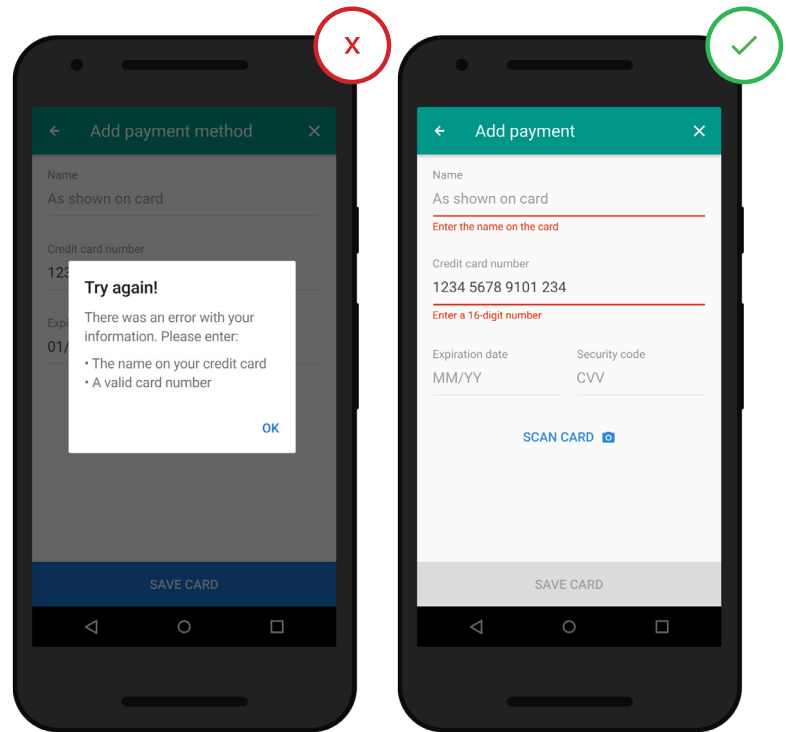 X
Add payment method
Name
As shown on card
Credit card number
123
Try again!
There was an error with your
information. Please enter:
• The name on your credit card
• A valid card number
OK
Expi
01/
SAVE CARD
Add payment
Name
As shown on card
Enter the name on the card
Credit card number
1234 5678 9101 234
Enter a 16-digit number
Expiration date Security code
MM/YY CVV
SCAN CARD
SAVE CARD